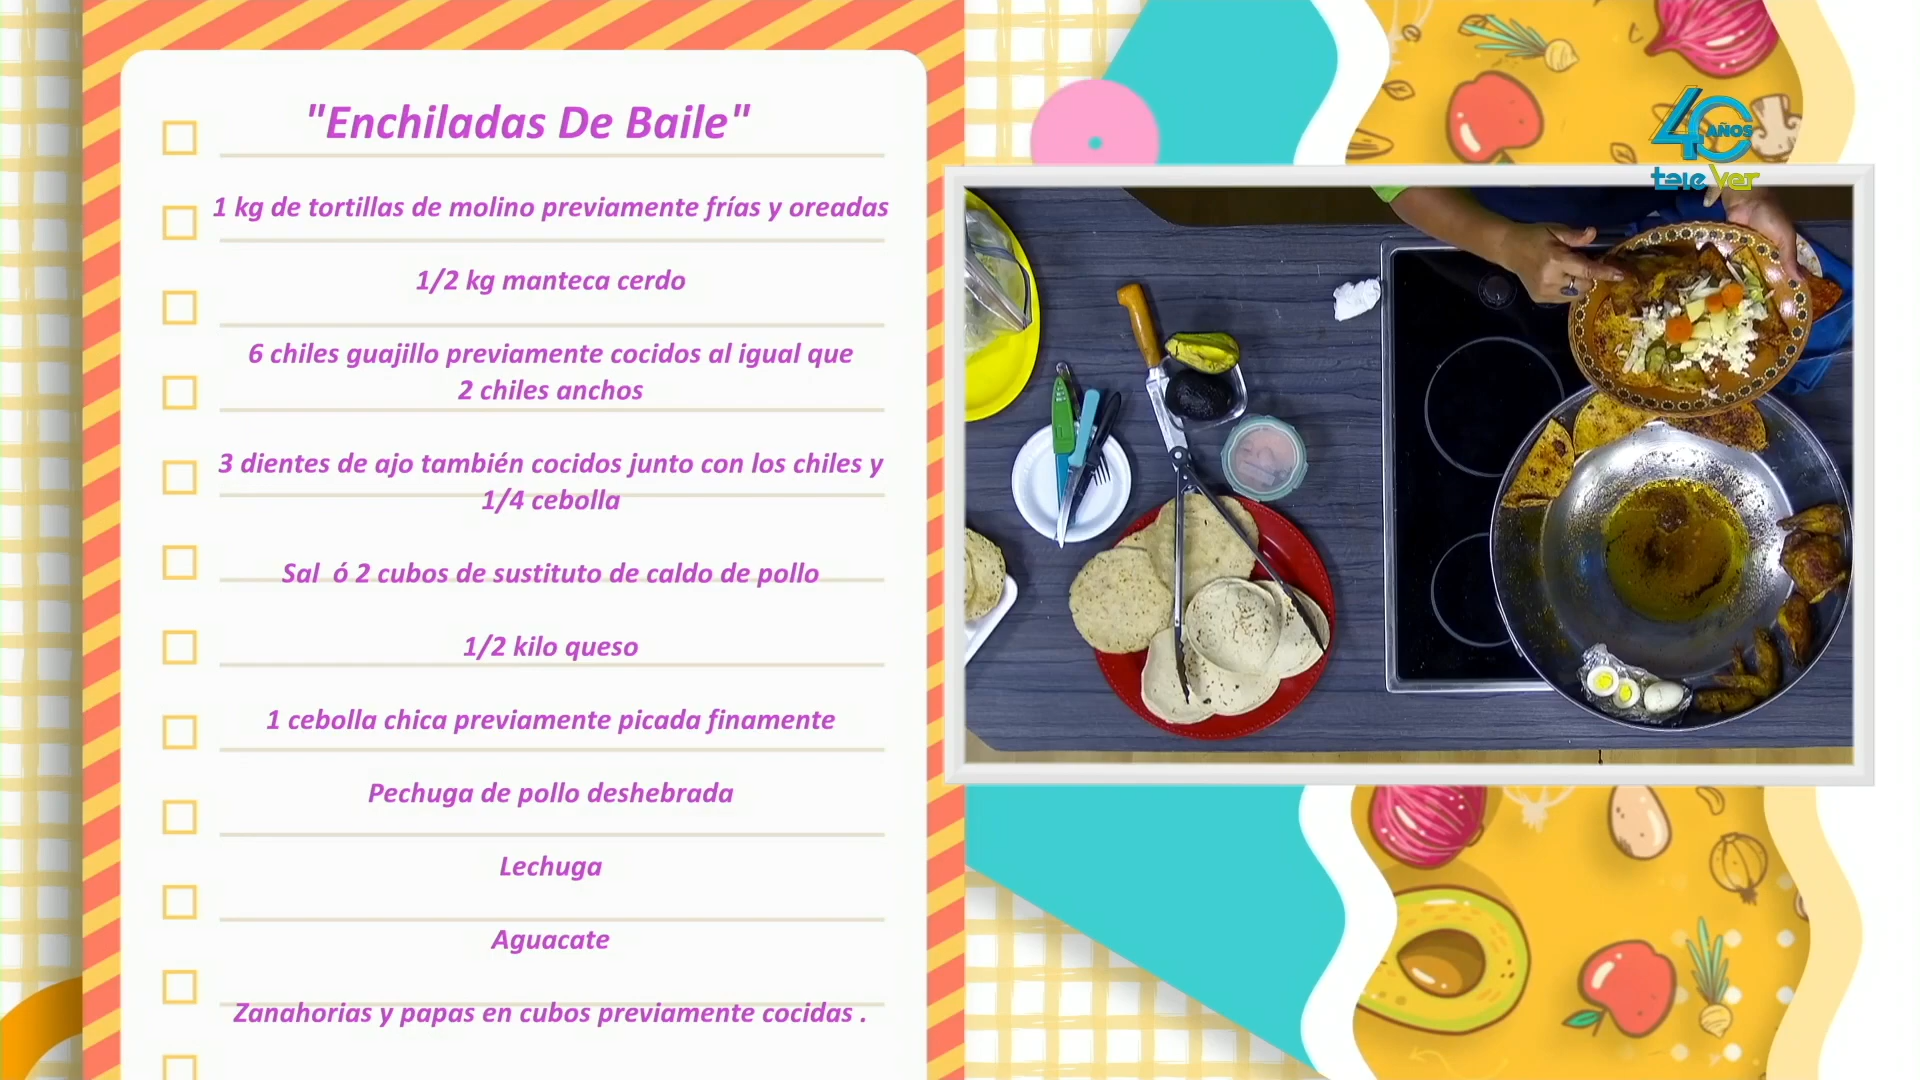 "Enchiladas De Baile"
1 kg de tortillas de molino previamente frías y oreadas
1/2 kg manteca cerdo
6 chiles guajillo previamente cocidos al igual que
2 chiles anchos
3 dientes de ajo también cocidos junto con los chiles y
1/4 cebolla
Sal ó 2 cubos de sustituto de caldo de pollo
1/2 kilo queso
1 cebolla chica previamente picada finamente
Pechuga de pollo deshebrada
Lechuga
Aguacate
Zanahorias y papas en cubos previamente cocidas .
40 AÑOS
teleVer